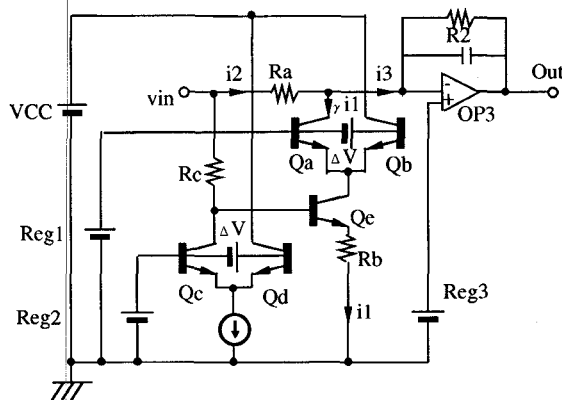 R2
i2
Ra
i3
Out
vin
VCC
γ i1
OP3
-
+
ΔV
Qa
Qb
Rc
Qe
ΔV
Reg1
Rb
Qc
Qd
Reg3
Reg2
i1